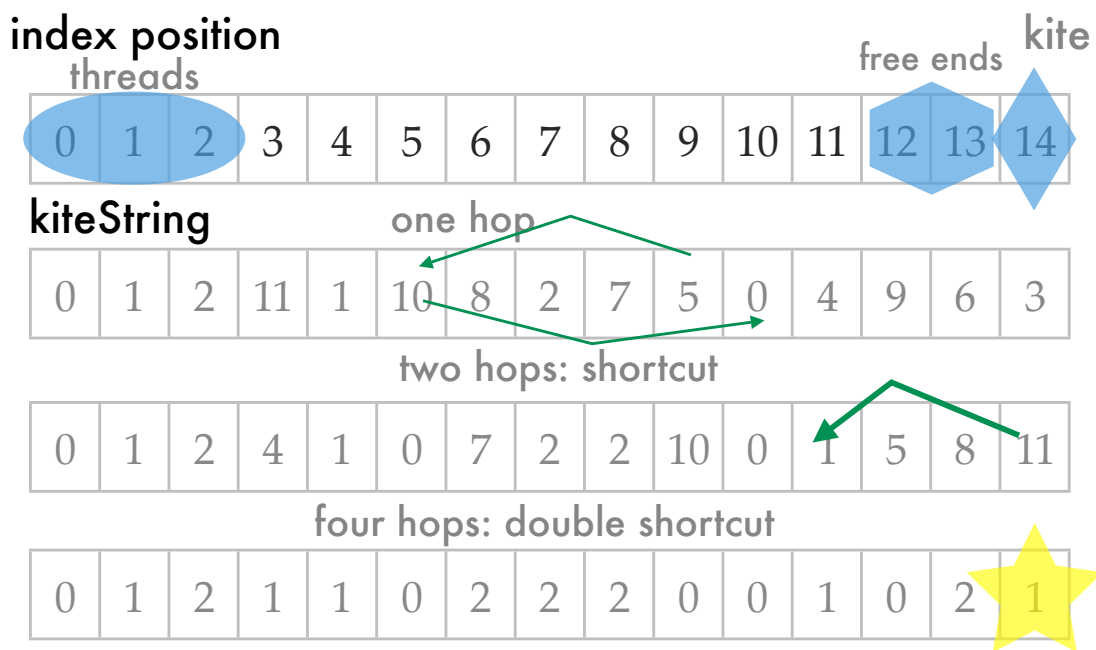 index position
kite
threads
free ends
0 1 2 3 4 5 6 7 8 9 10 11 12 13 14
kiteString
one hop
0 1 2 11 1 10 8 2 7 5 0 4 9 6 3
two hops: shortcut
0 1 2 4 1 0 7 2 2 10 0 1 5 8 11
four hops: double shortcut
0 1 2 1 1 0 2 2 2 0 0 1 0 2 1